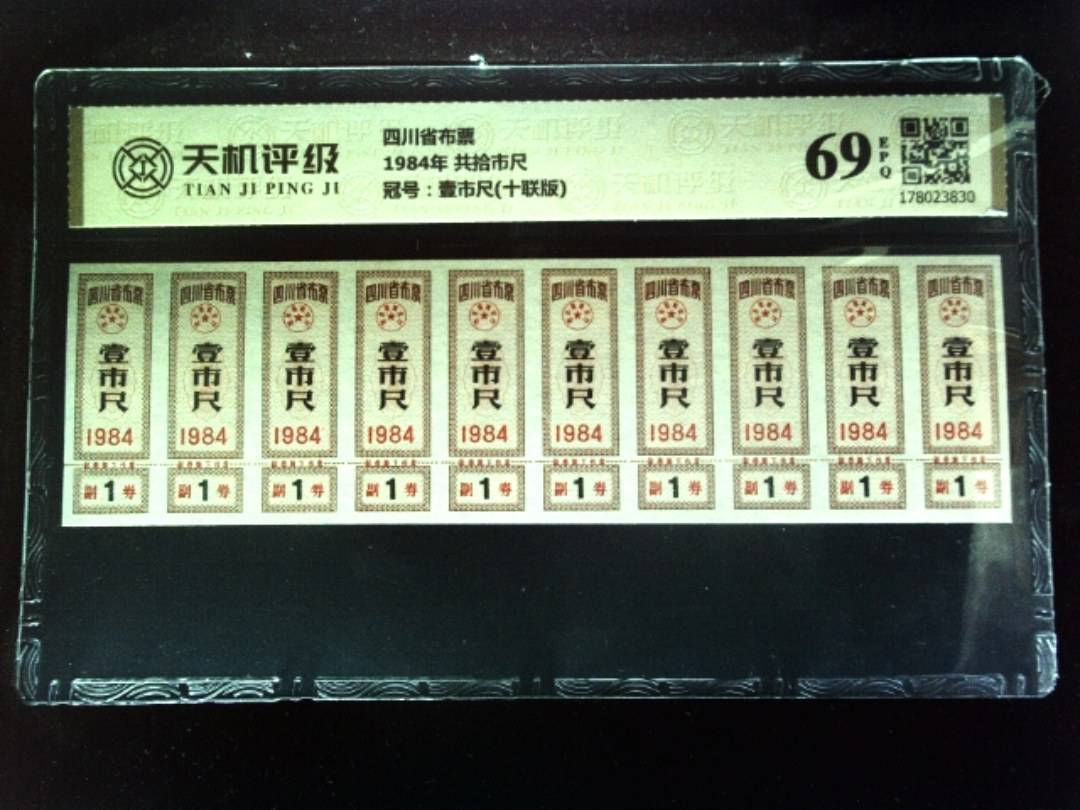 天机评级
TIAN JI PING JI
四川省布票
1984年 共拾市尺
冠号：壹市尺(十联版)
69
EPQ
178023830
四川省布票 四川省布票 四川省布票 四川省布票 四川省布票 四川省布票 四川省布票 四川省布票 四川省布票 四川省布票
壹市尺 壹市尺 壹市尺 壹市尺 壹市尺 壹市尺 壹市尺 壹市尺 壹市尺 壹市尺
1984 1984 1984 1984 1984 1984 1984 1984 1984 1984
副1券 副1券 副1券 副1券 副1券 副1券 副1券 副1券 副1券 副1券